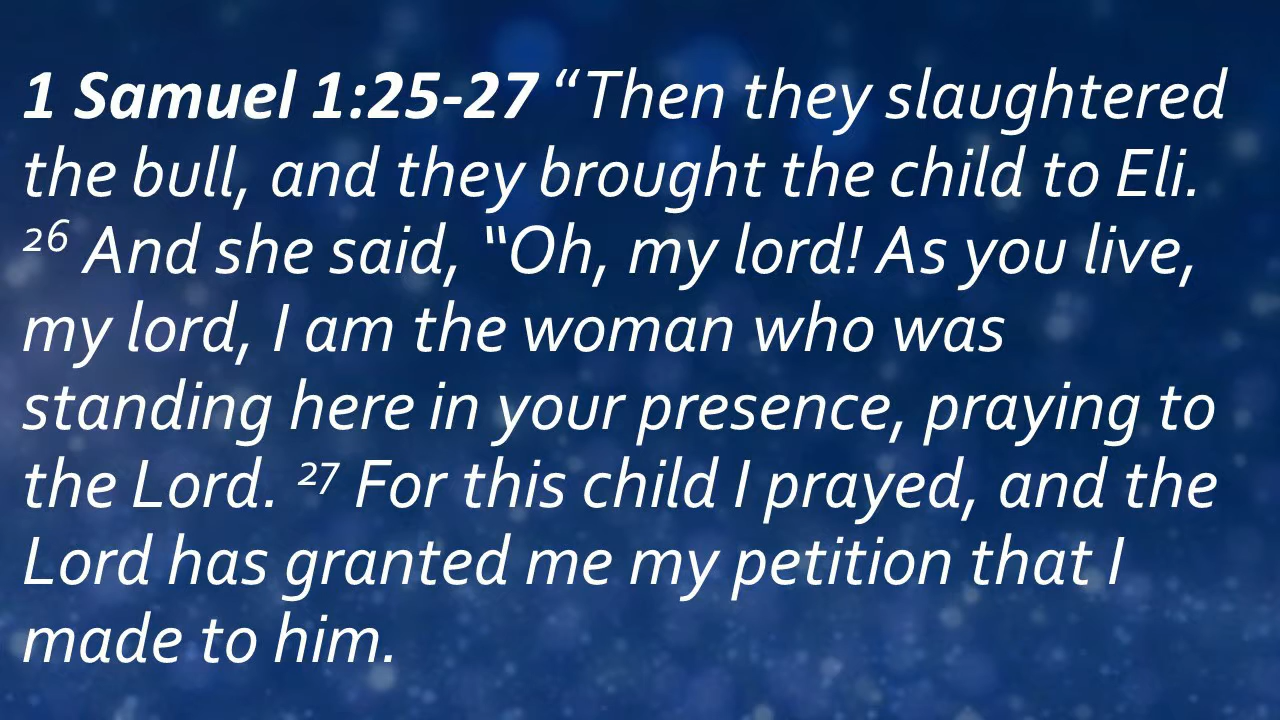 1 Samuel 1:25-27 “Then they slaughtered
the bull, and they brought the child to Eli.
26 And she said, “Oh, my lord! As you live,
my lord, I am the woman who was
standing here in your presence, praying to
the Lord. 27 For this child I prayed, and the
Lord has granted me my petition that I
made to him.